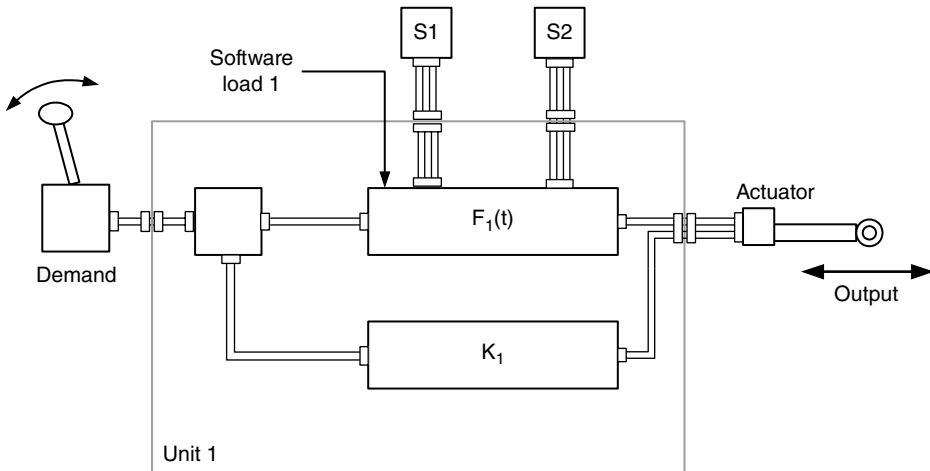 S1
S2
Software
load 1
F₁(t)
Actuator
Demand
Output
K₁
Unit 1